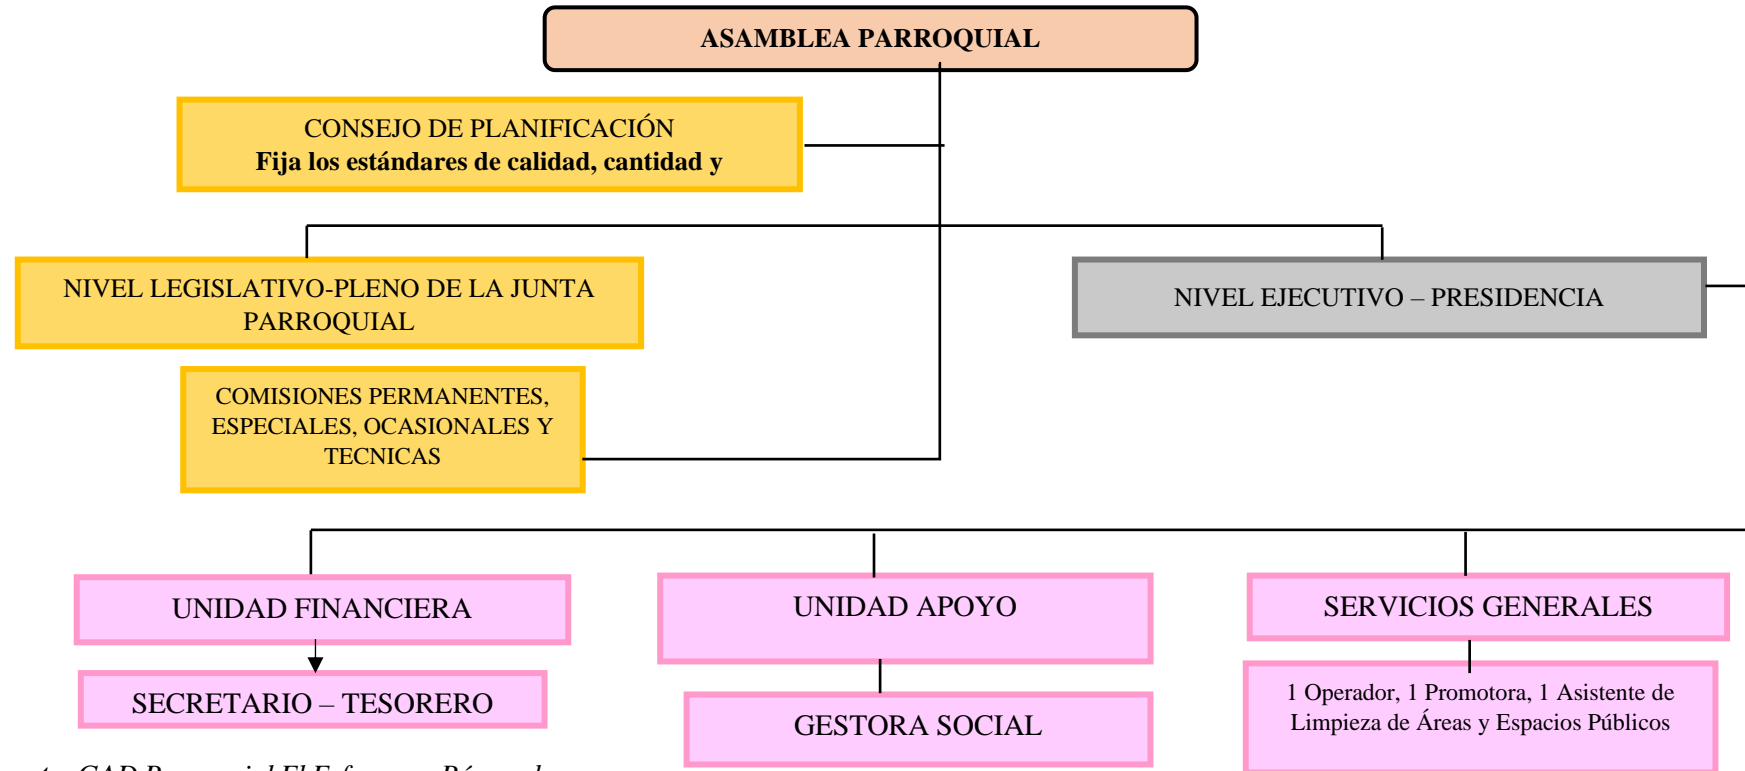 ASAMBLEA PARROQUIAL
CONSEJO DE PLANIFICACIÓN
Fija los estándares de calidad, cantidad y
NIVEL LEGISLATIVO-PLENO DE LA JUNTA
PARROQUIAL
NIVEL EJECUTIVO – PRESIDENCIA
COMISIONES PERMANENTES,
ESPECIALES, OCASIONALES Y
TECNICAS
UNIDAD FINANCIERA
UNIDAD APOYO
SERVICIOS GENERALES
SECRETARIO – TESORERO
GESTORA SOCIAL
1 Operador, 1 Promotora, 1 Asistente de
Limpieza de Áreas y Espacios Públicos